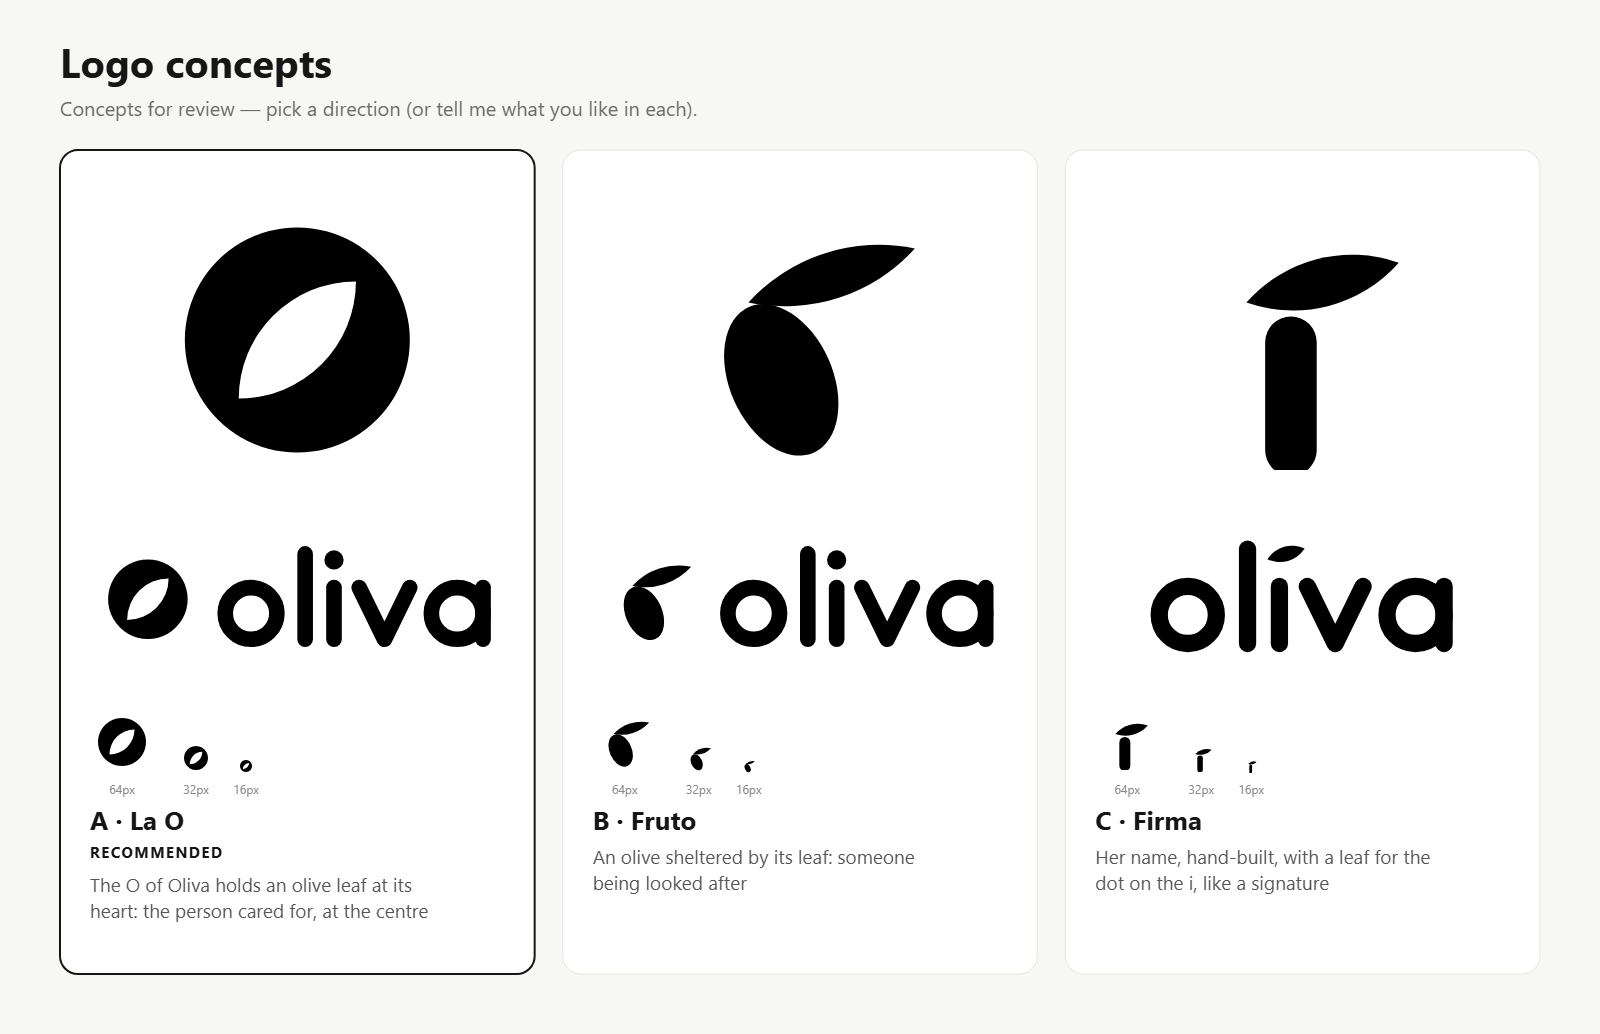 Logo concepts
Concepts for review — pick a direction (or tell me what you like in each).
oliva
64px 32px 16px
A · La O
RECOMMENDED
The O of Oliva holds an olive leaf at its
heart: the person cared for, at the centre
oliva
64px 32px 16px
B · Fruto
An olive sheltered by its leaf: someone
being looked after
oliva
64px 32px 16px
C · Firma
Her name, hand-built, with a leaf for the
dot on the i, like a signature